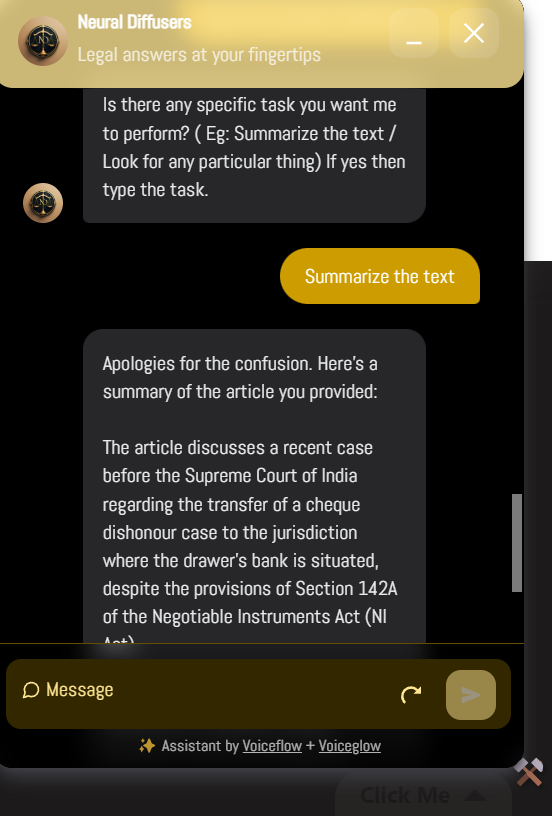 Neural Diffusers
Legal answers at your fingertips
Is there any specific task you want me
to perform? ( Eg: Summarize the text /
Look for any particular thing) If yes then
type the task.
Summarize the text
Apologies for the confusion. Here's a
summary of the article you provided:
The article discusses a recent case
before the Supreme Court of India
regarding the transfer of a cheque
dishonour case to the jurisdiction
where the drawer's bank is situated,
despite the provisions of Section 142A
of the Negotiable Instruments Act (NI
Act).
Message
Assistant by Voiceflow + Voiceglow
Click Me